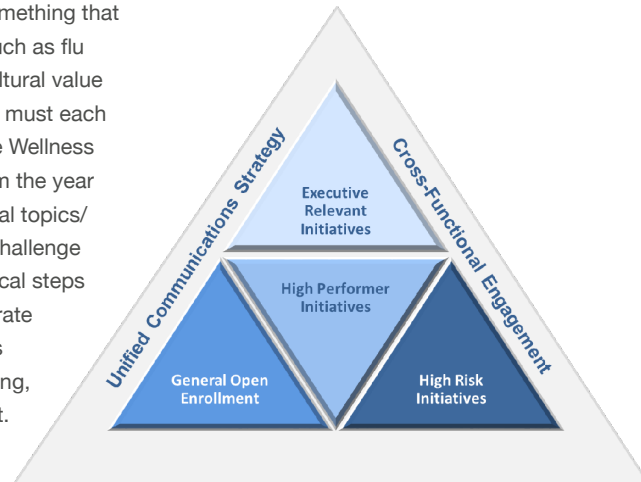 mething that
uch as flu
ltural value
must each
e Wellness
m the year
al topics/
hallenge
cal steps
rate
s
ing,
t.
Unified Communications Strategy
Cross-Functional Engagement
Executive
Relevant
Initiatives
High Performer
Initiatives
General Open
Enrollment
High Risk
Initiatives